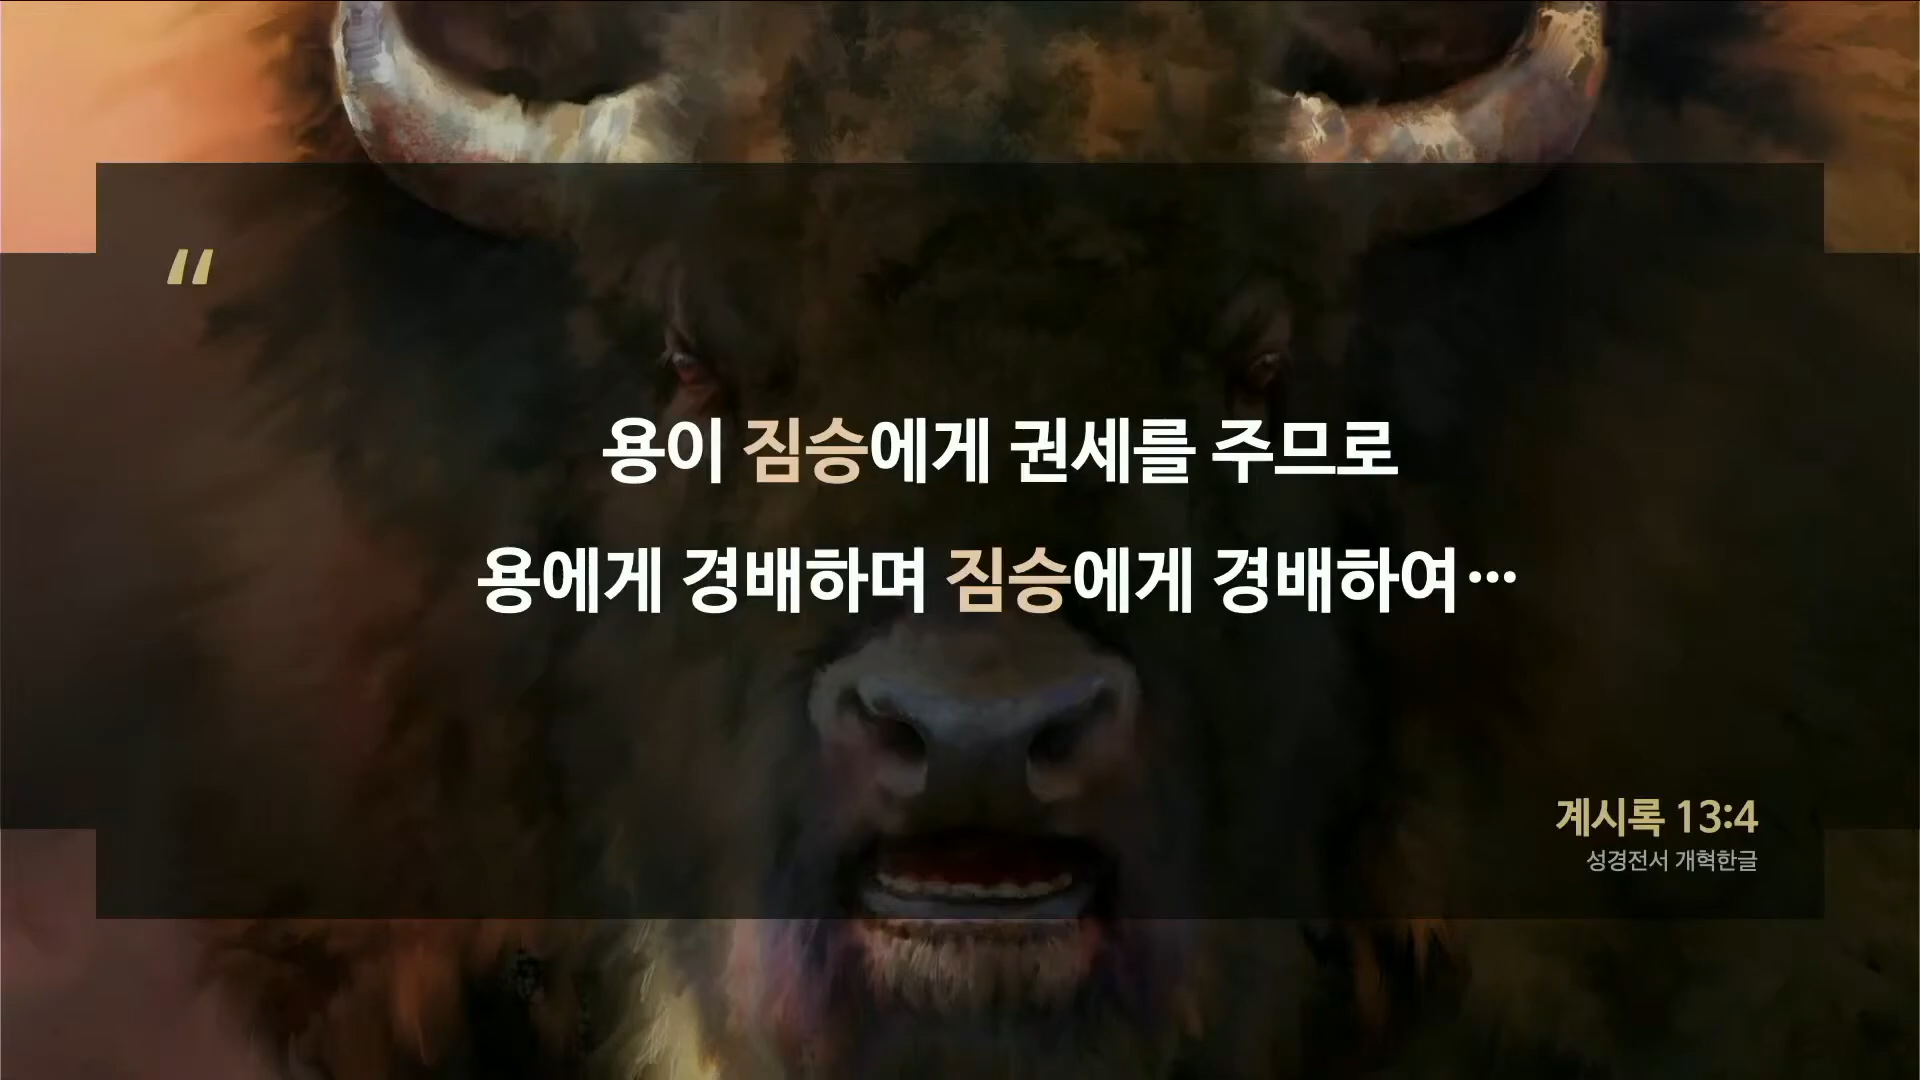 “
용이 짐승에게 권세를 주므로
용에게 경배하며 짐승에게 경배하여…
계시록 13:4
성경전서 개혁한글